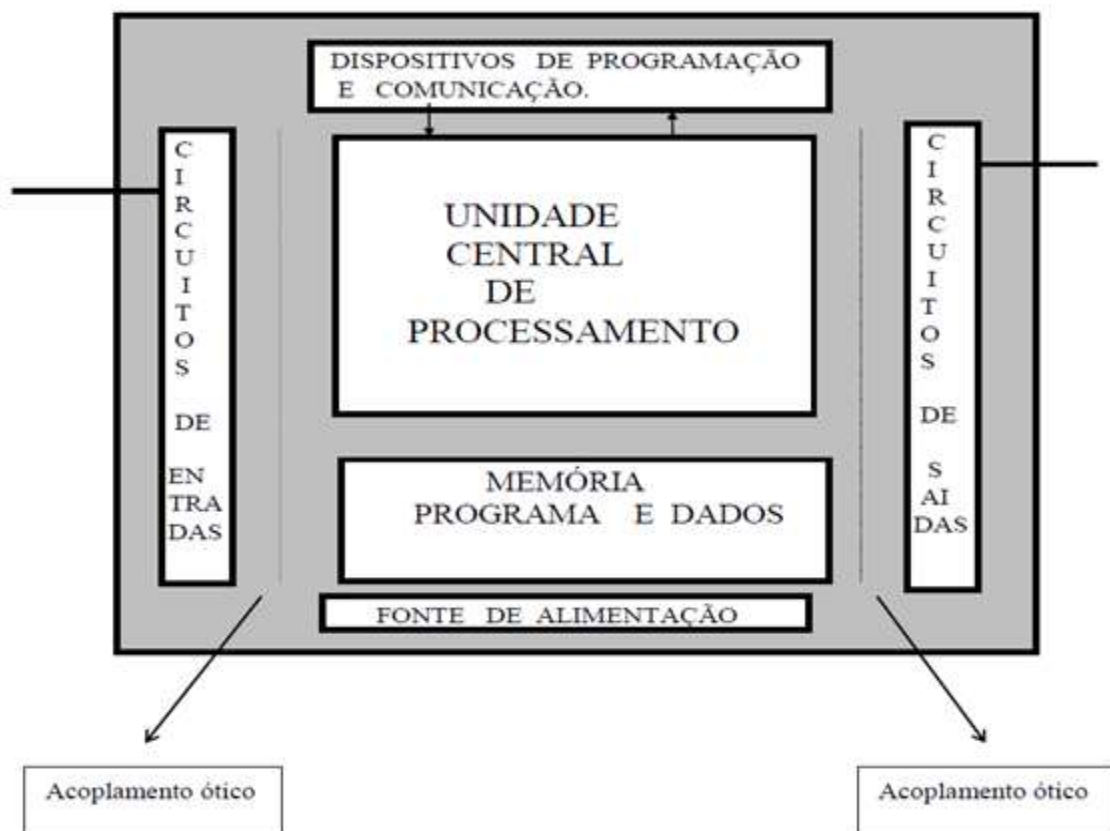 DISPOSITIVOS DE PROGRAMAÇÃO
E COMUNICAÇÃO.
C
I
R
C
U
I
T
O
S
DE
EN
TRA
DAS
UNIDADE
CENTRAL
DE
PROCESSAMENTO
C
I
R
C
U
I
T
O
S
DE
S
AI
DAS
MEMÓRIA
PROGRAMA E DADOS
FONTE DE ALIMENTAÇÃO
Acoplamento ótico
Acoplamento ótico